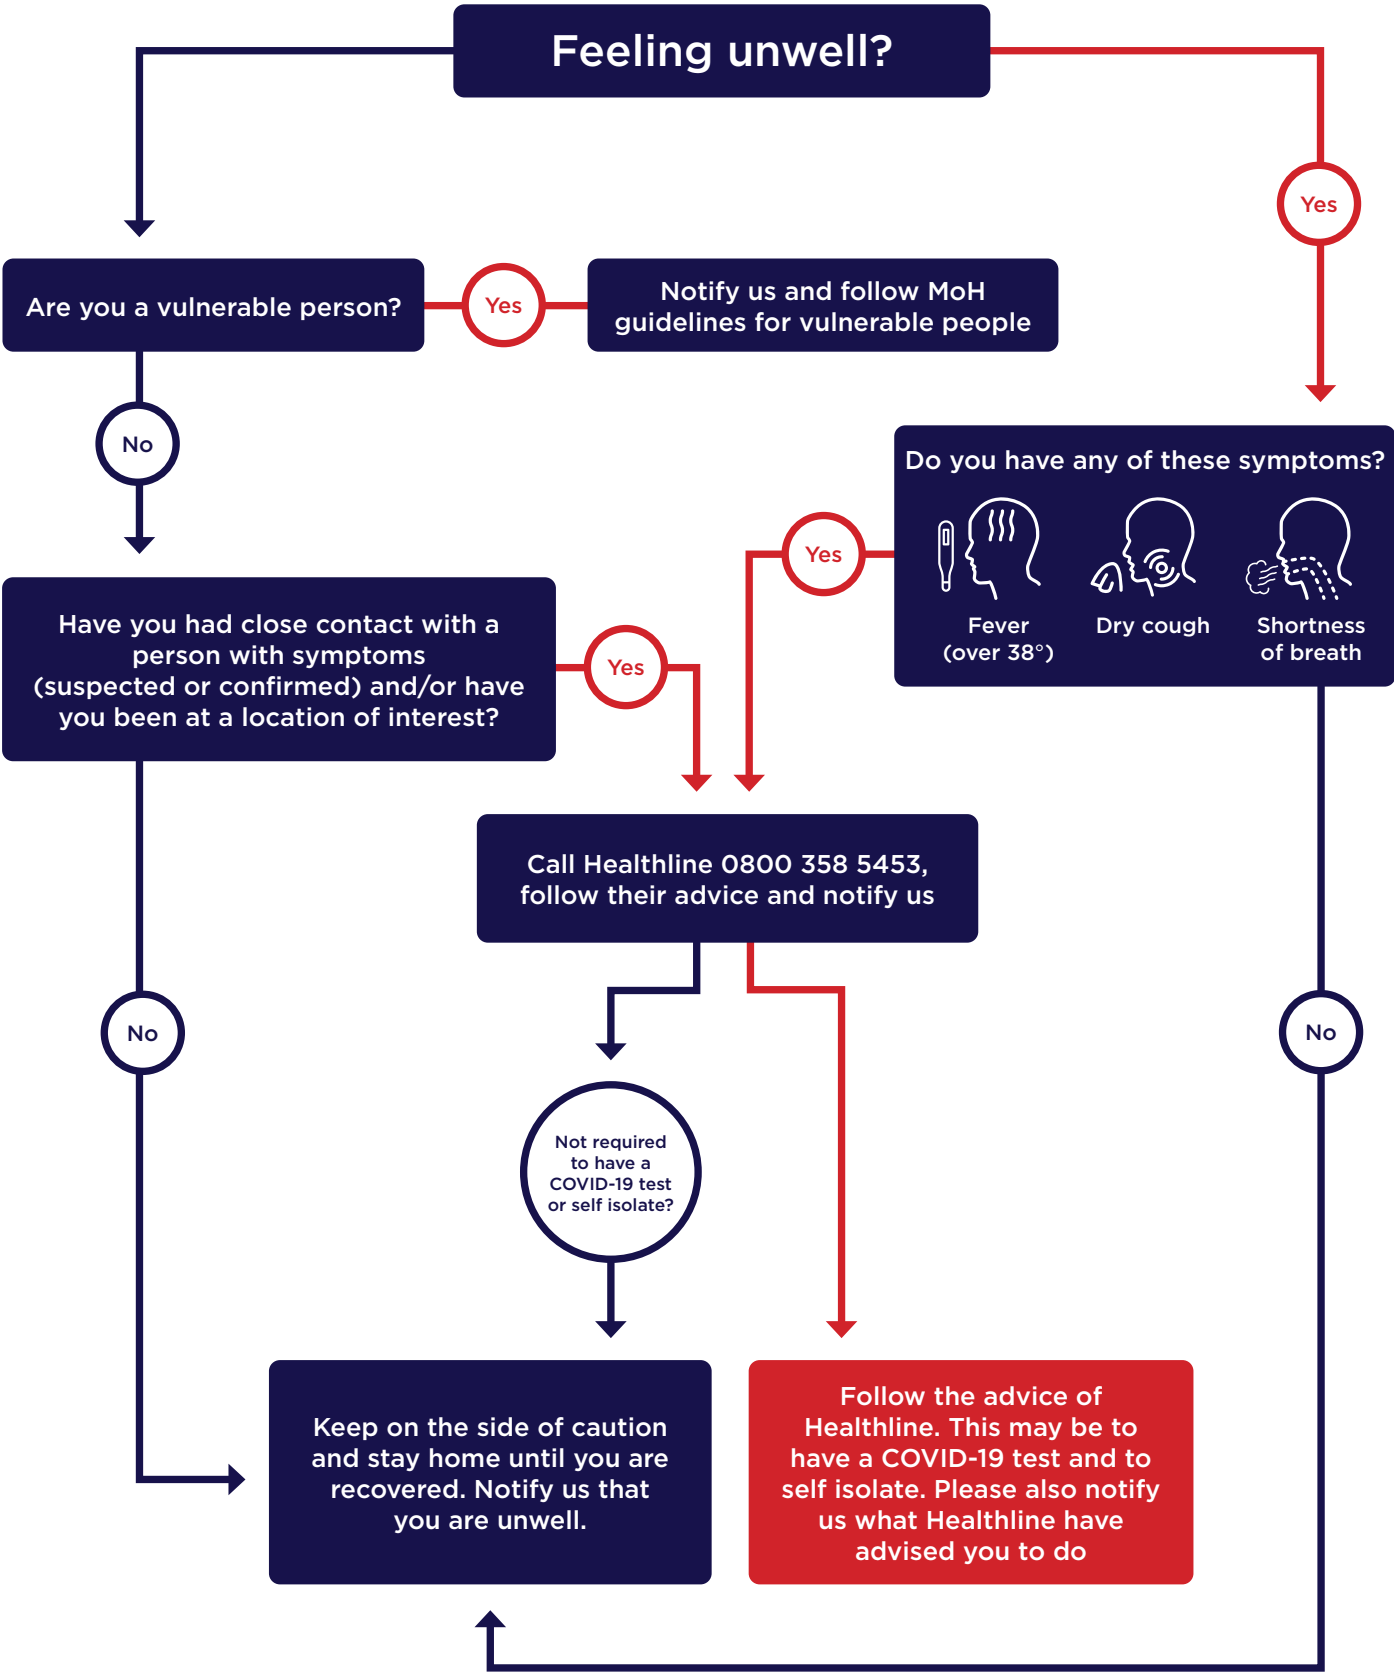 Feeling unwell?
Yes
Are you a vulnerable person?
Yes
Notify us and follow MoH
guidelines for vulnerable people
No
Do you have any of these symptoms?
Fever
(over 38°)
Dry cough
Shortness
of breath
Yes
Have you had close contact with a
person with symptoms
(suspected or confirmed) and/or have
you been at a location of interest?
Yes
Call Healthline 0800 358 5453,
follow their advice and notify us
No
No
Not required
to have a
COVID-19 test
or self isolate?
Keep on the side of caution
and stay home until you are
recovered. Notify us that
you are unwell.
Follow the advice of
Healthline. This may be to
have a COVID-19 test and to
self isolate. Please also notify
us what Healthline have
advised you to do